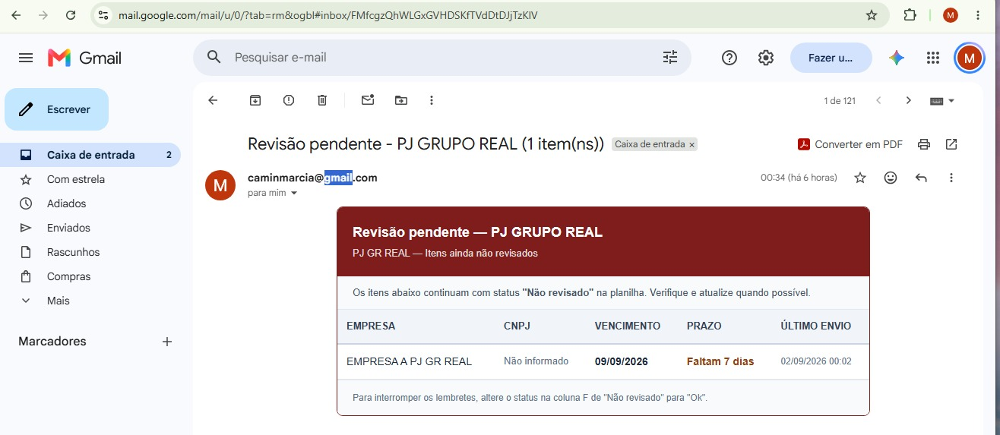 mail.google.com/mail/u/0/?tab=rm&ogbl#inbox/FMfcgzQhWLGxGVHDSKfTVdDtDJjTzKlV
M
Gmail
Pesquisar e-mail
Fazer u...
M
Escrever
1 de 121
Caixa de entrada 2
Com estrela
Adiados
Enviados
Rascunhos
Compras
Mais
Marcadores
Revisão pendente - PJ GRUPO REAL (1 item(ns)) Caixa de entrada x
Converter em PDF
M
caminmarcia@gmail.com
00:34 (há 6 horas)
para mim
Revisão pendente — PJ GRUPO REAL
PJ GR REAL — Itens ainda não revisados
Os itens abaixo continuam com status "Não revisado" na planilha. Verifique e atualize quando possível.
EMPRESA CNPJ VENCIMENTO PRAZO ÚLTIMO ENVIO
EMPRESA A PJ GR REAL Não informado 09/09/2026 Faltam 7 dias 02/09/2026 00:02
Para interromper os lembretes, altere o status na coluna F de "Não revisado" para "Ok".